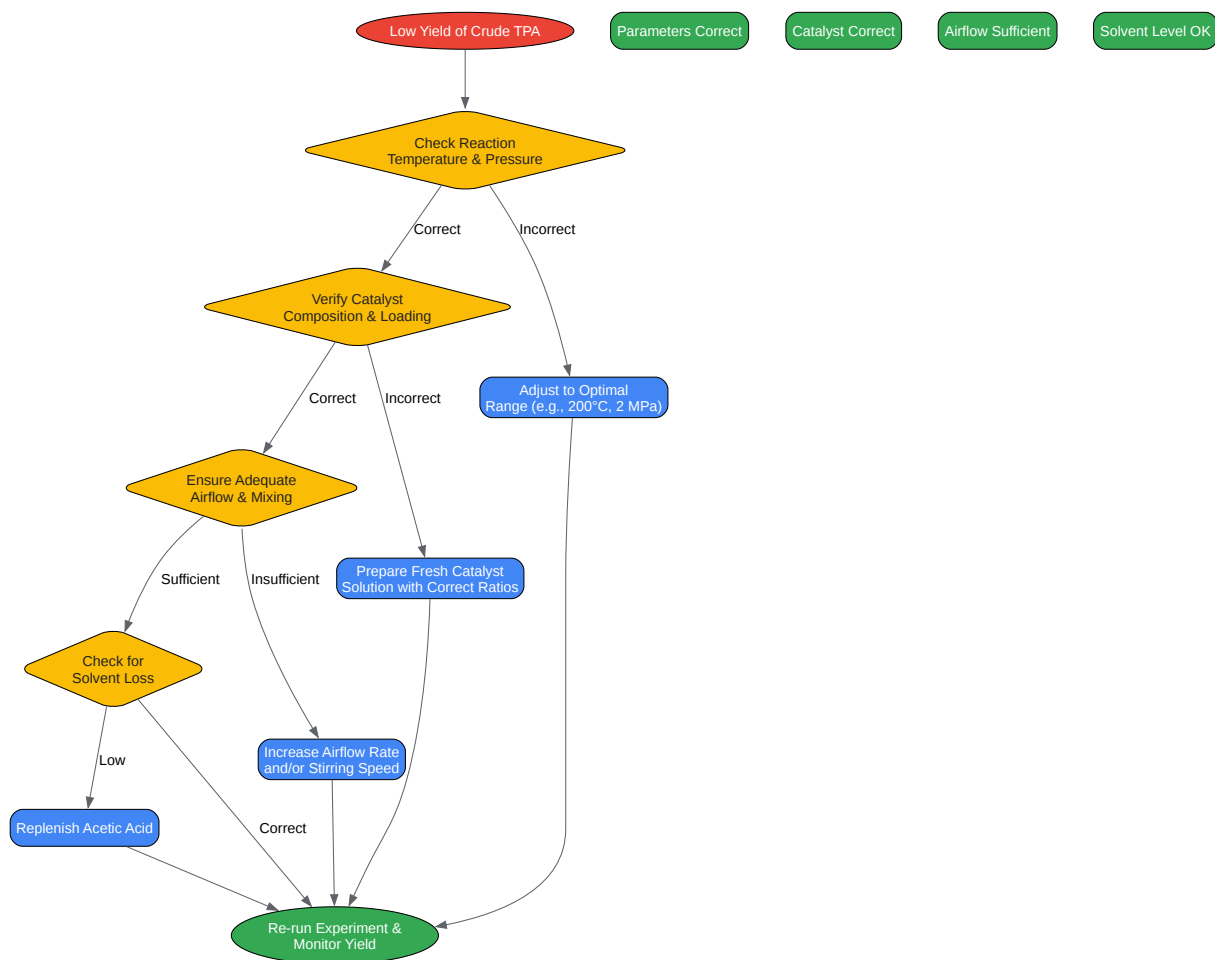 Low Yield of Crude TPA
Parameters Correct
Catalyst Correct
Airflow Sufficient
Solvent Level OK
Check Reaction
Temperature & Pressure
Correct
Incorrect
Verify Catalyst
Composition & Loading
Adjust to Optimal
Range (e.g., 200°C, 2 MPa)
Correct
Incorrect
Ensure Adequate
Airflow & Mixing
Sufficient
Insufficient
Prepare Fresh Catalyst
Solution with Correct Ratios
Check for
Solvent Loss
Low
Increase Airflow Rate
and/or Stirring Speed
Replenish Acetic Acid
Correct
Re-run Experiment &
Monitor Yield